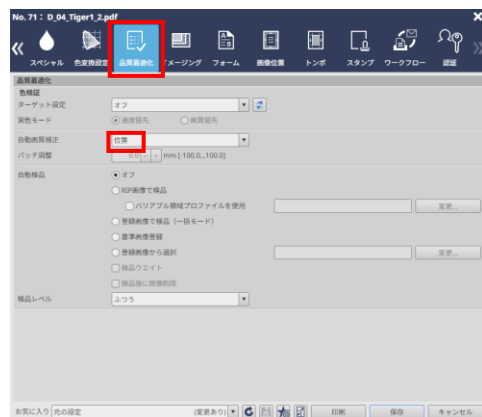 No. 71 : D_04_Tiger1_2.pdf
スペシャル 色変換設定 品質最適化 イメージング フォーム 画像位置 トンボ スタンプ ワークフロー 認証
品質最適化
色検証
ターゲット設定 オフ
測色モード 速度優先 画質優先
自動画質補正 位置
パッチ調整 0.0 - + mm [-100.0...100.0]
自動検品 オフ
RIP画像で検品
バリアブル領域プロファイルを使用 変更...
登録画像で検品（一括モード）
基準画像登録
登録画像から選択 変更...
検品ウエイト
検品後に画像削除
検品レベル ふつう
お気に入り 元の設定 (変更あり) 印刷 保存 キャンセル